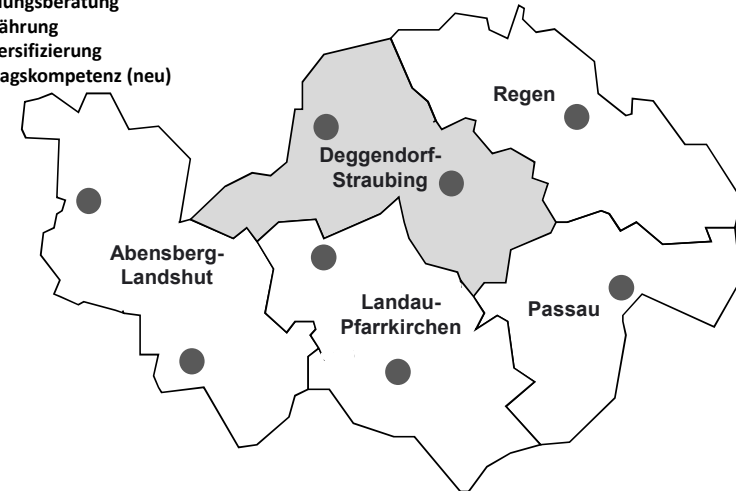 ungsberatung
ährung
ersifizierung
agskompetenz (neu)
Regen
Deggendorf-
Straubing
Abensberg-
Landshut
Landau-
Pfarrkirchen
Passau